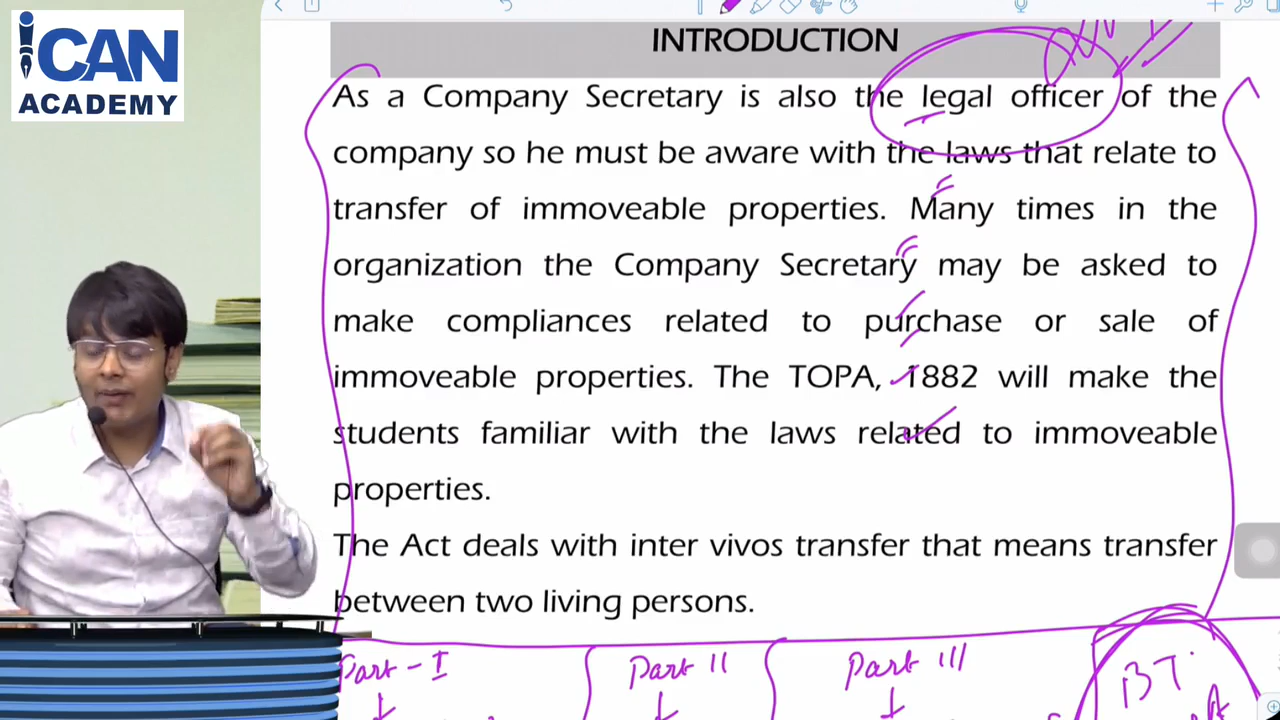 iCAN
ACADEMY
INTRODUCTION
As a Company Secretary is also the legal officer of the
company so he must be aware with the laws that relate to
transfer of immoveable properties. Many times in the
organization the Company Secretary may be asked to
make compliances related to purchase or sale of
immoveable properties. The TOPA, 1882 will make the
students familiar with the laws related to immoveable
properties.
The Act deals with inter vivos transfer that means transfer
between two living persons.
Part-I Part II Part III BT